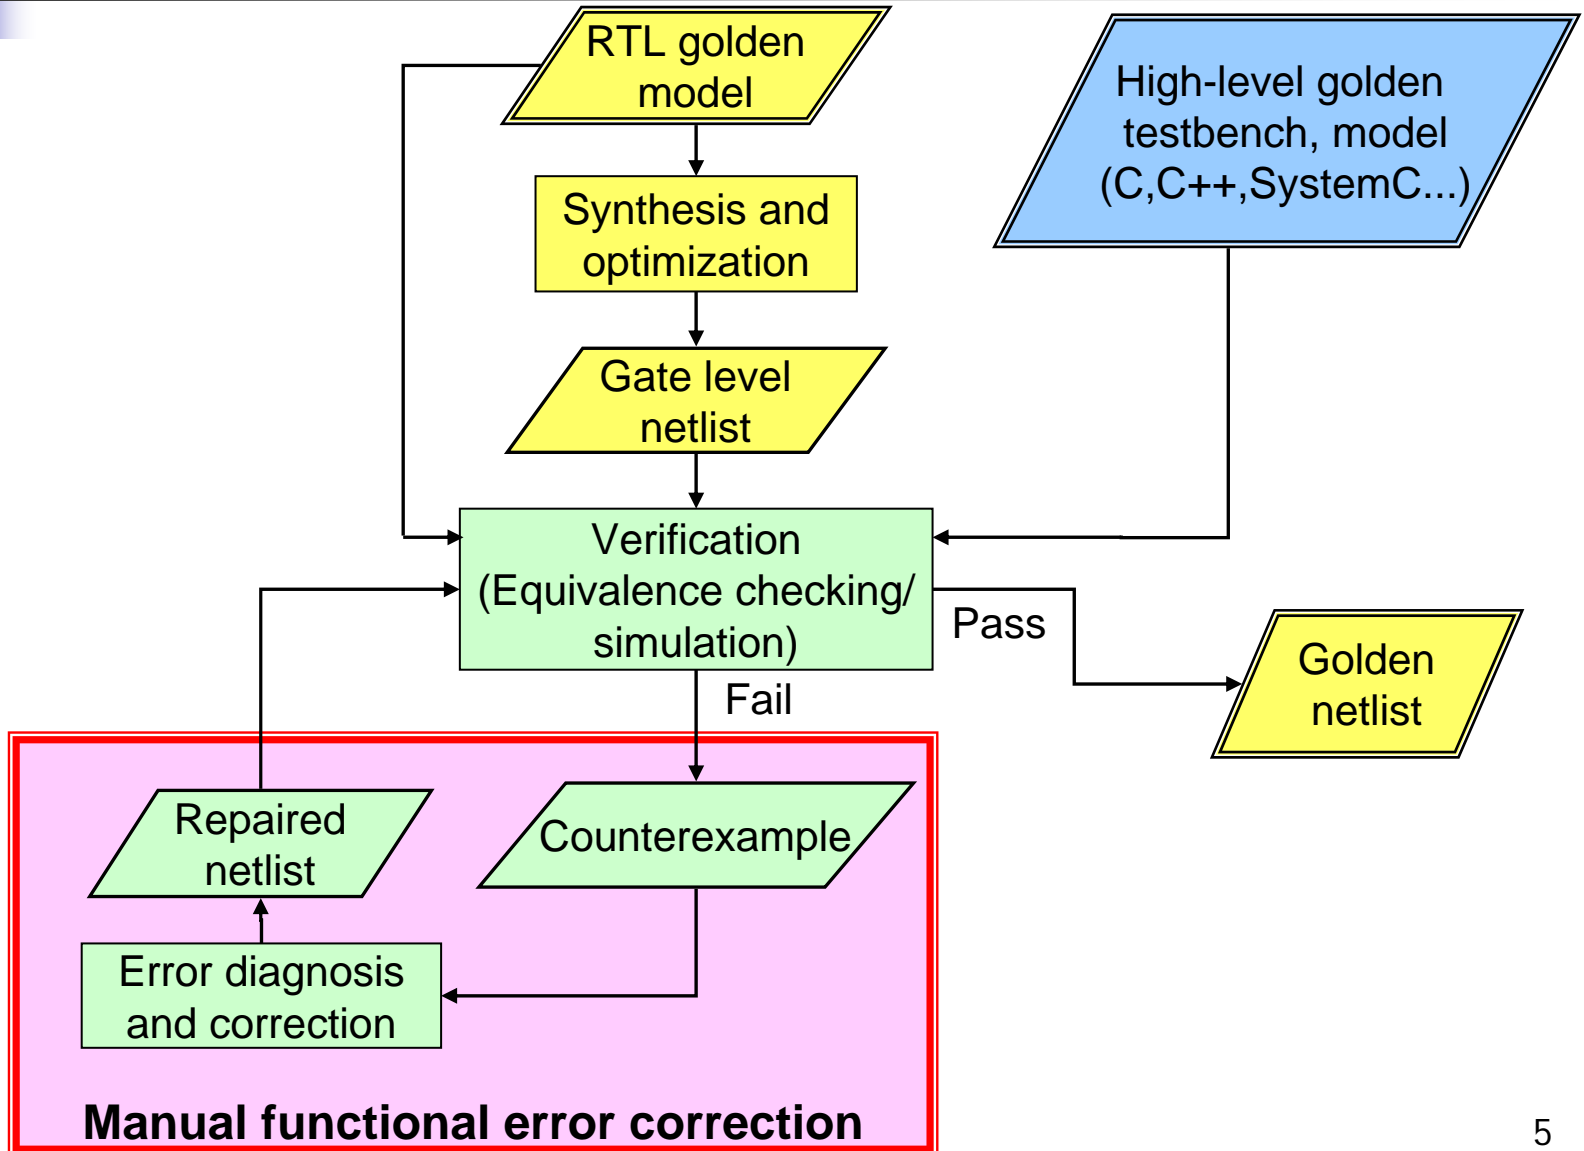 RTL golden
model
High-level golden
testbench, model
(C,C++,SystemC...)
Synthesis and
optimization
Gate level
netlist
Verification
(Equivalence checking/
simulation)
Pass
Fail
Golden
netlist
Repaired
netlist
Counterexample
Error diagnosis
and correction
Manual functional error correction
5